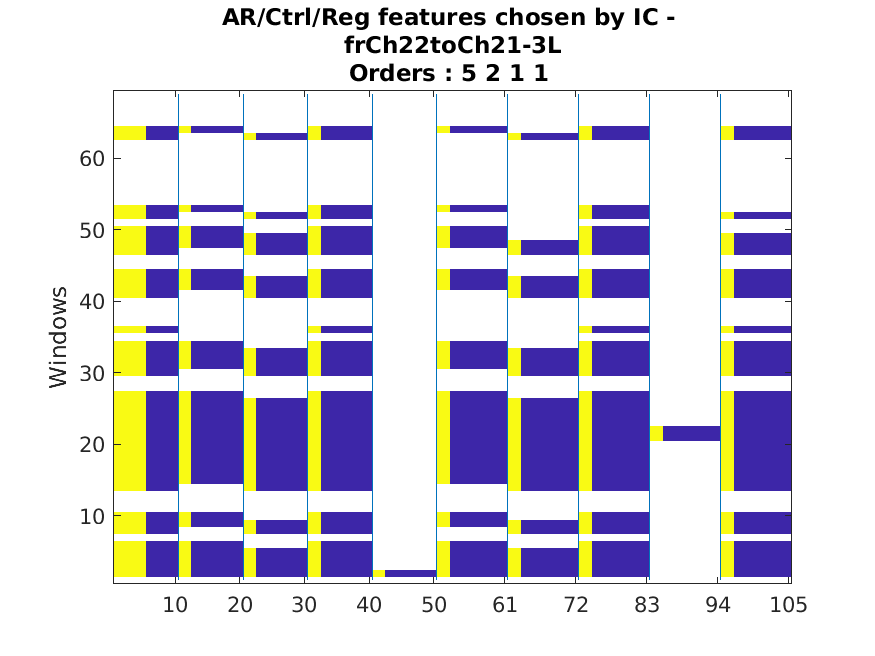 AR/Ctrl/Reg features chosen by IC -
frCh22toCh21-3L
Orders : 5 2 1 1
Windows
60
50
40
30
20
10
10 20 30 40 50 61 72 83 94 105